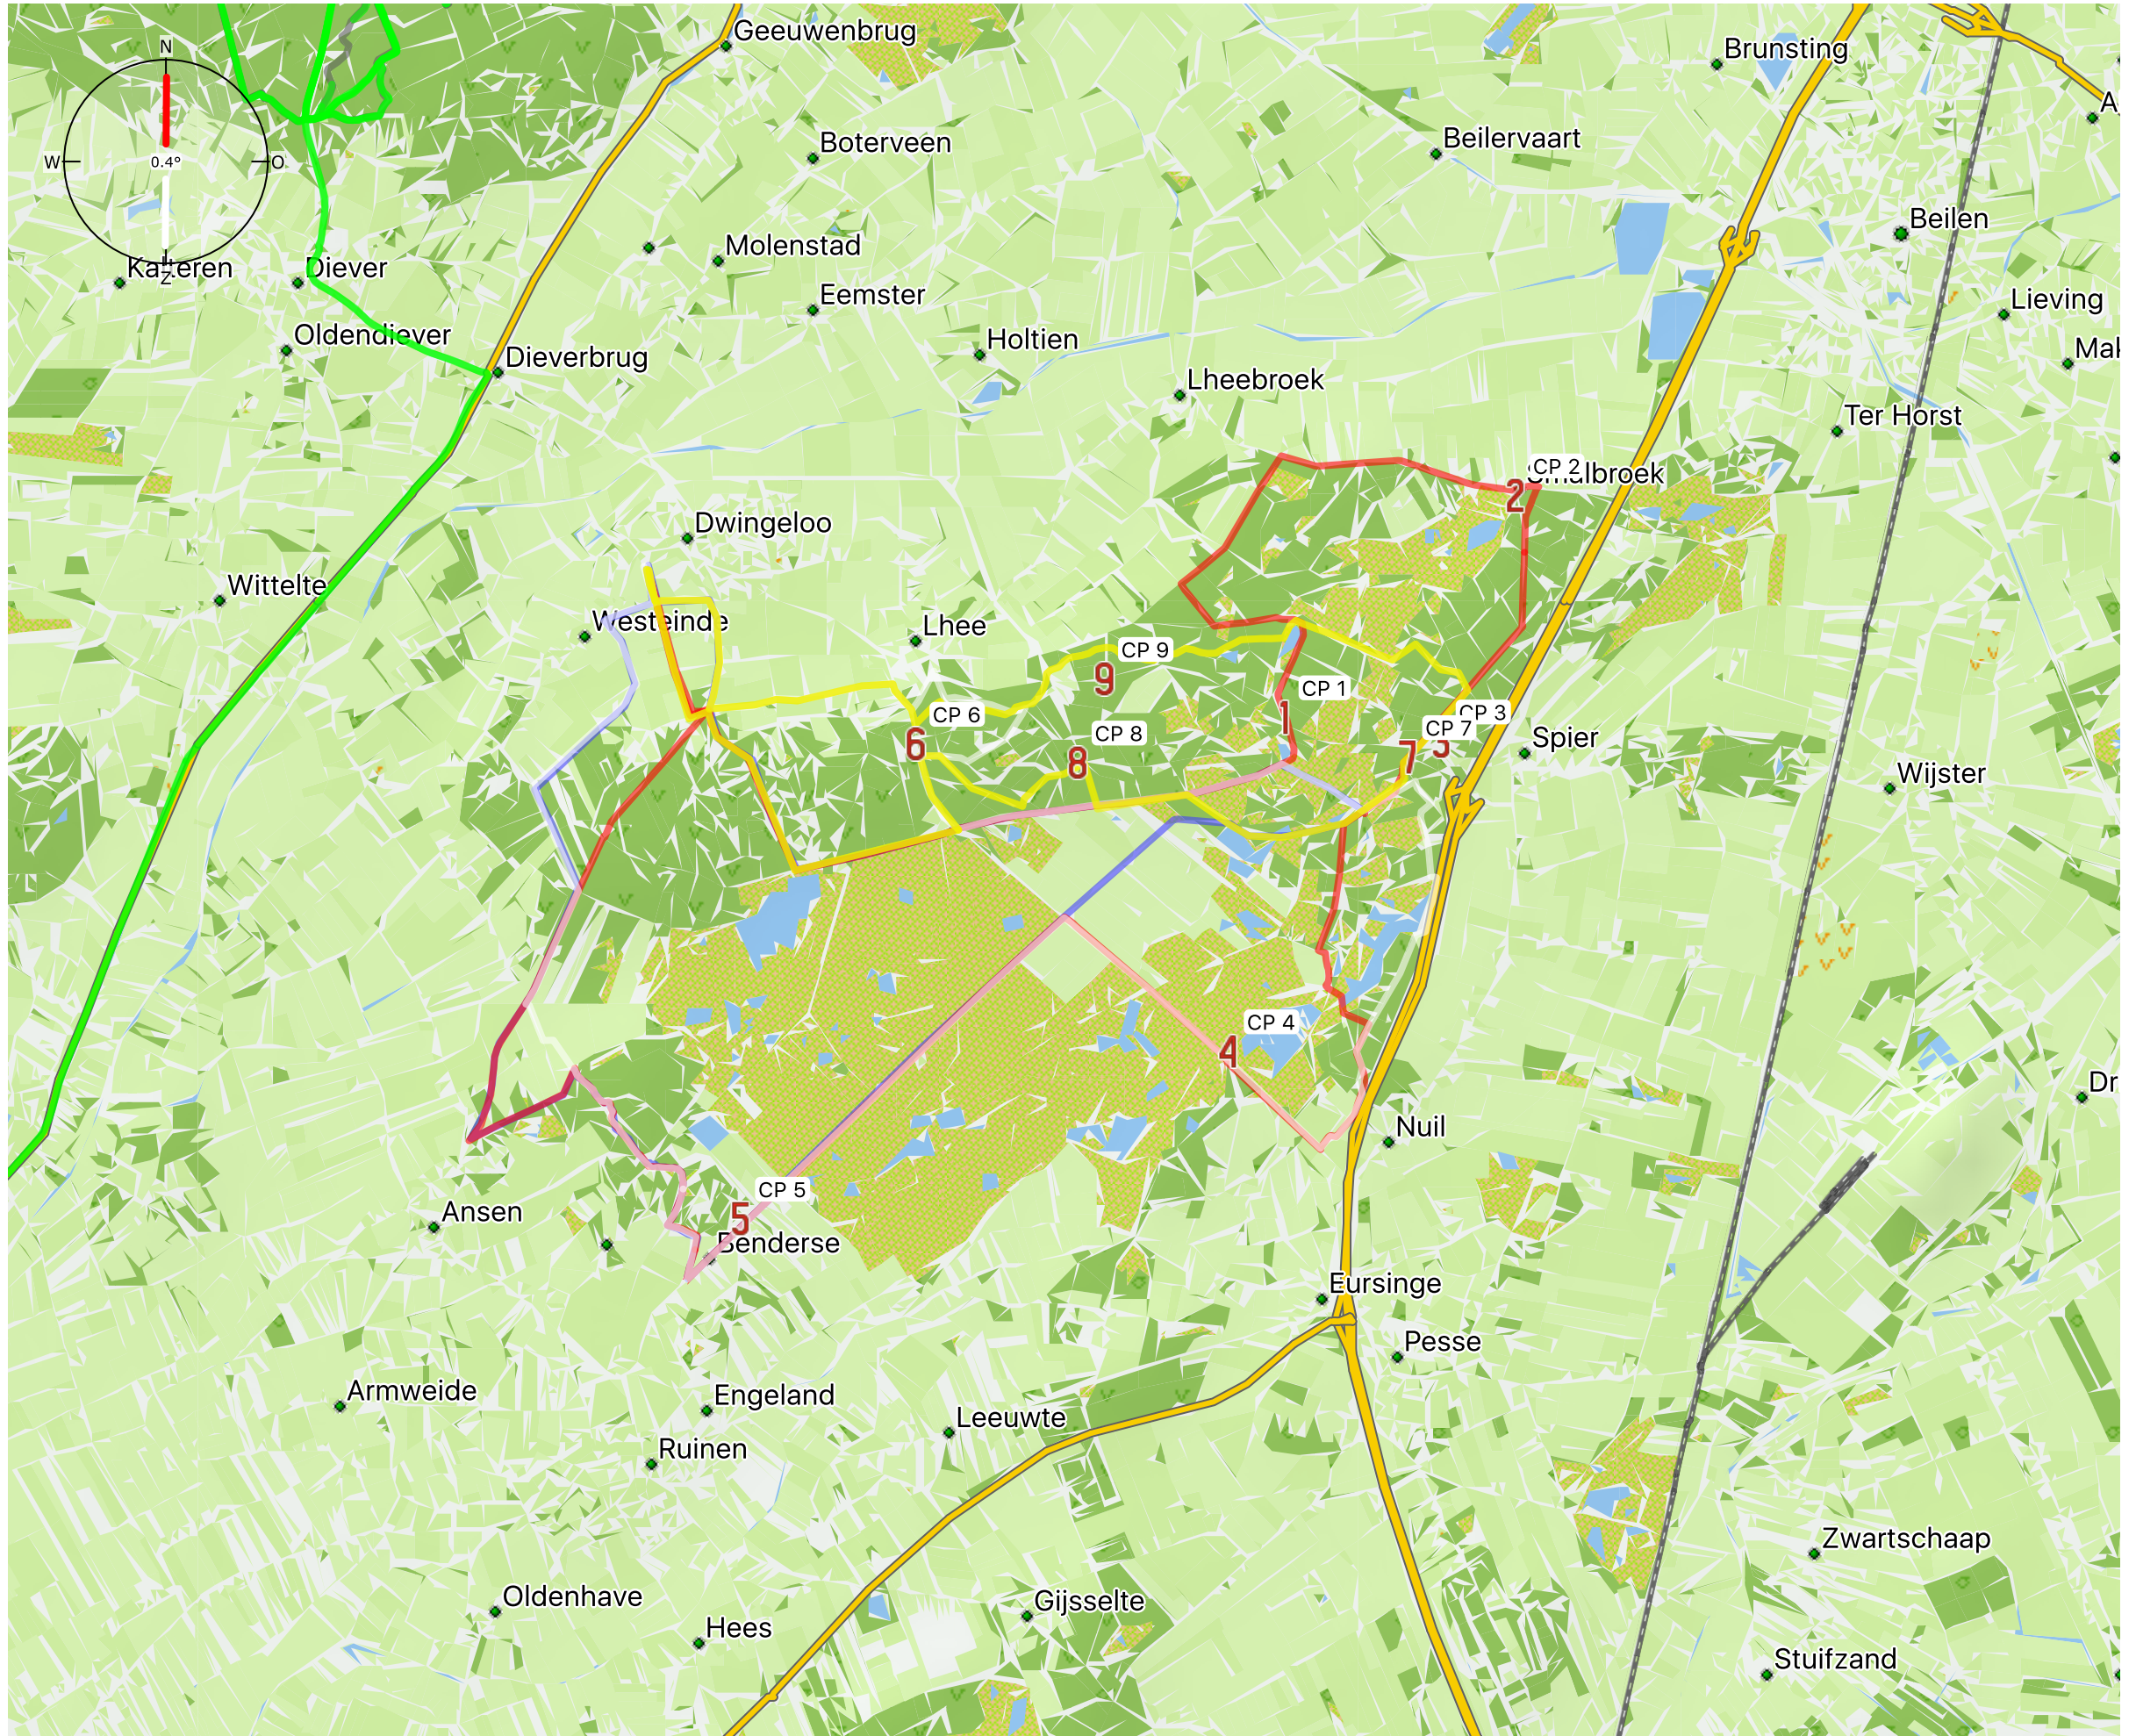 Geeuwenbrug
Brunsting
N
A
Boterveen
Beilervaart
W
0.4°
O
Beilen
Molenstad
Kalteren
Diever
Z
Eemster
Lieving
Oldendiever
Holtien
Mak
Dieverbrug
Lheebroek
Ter Horst
CP 2
2
Dwingeloo
Wittelte
Westeinde
Lhee
CP 9
9
CP 1
1
CP 6
6
CP 3
CP 7
7
CP 8
8
Spier
Wijster
CP 4
4
Dr
Nuil
CP 5
5
Ansen
Benderse
Eursinge
Pesse
Armweide
Engeland
Leeuwte
Ruinen
Zwartschaap
Oldenhave
Gijsselte
Hees
Stuifzand